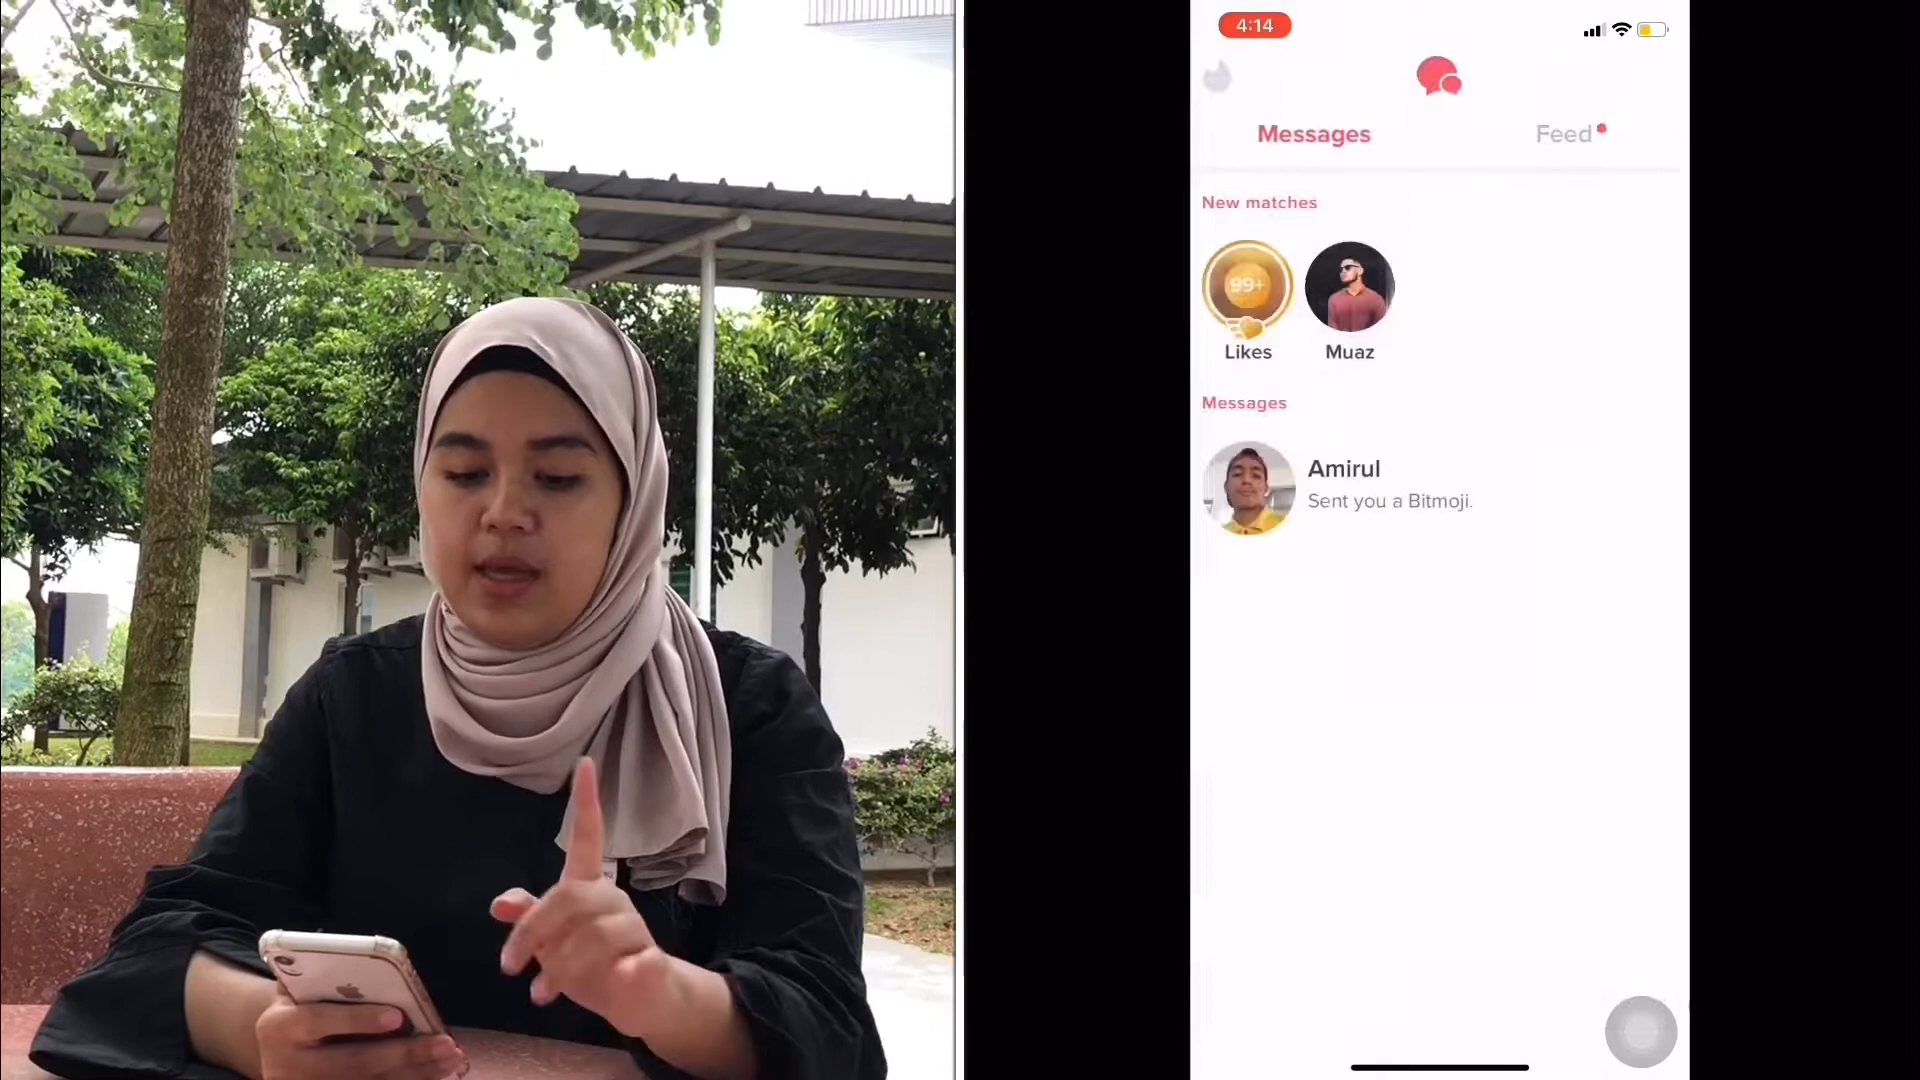 4:14
Messages
Feed
New matches
99+
Likes
Muaz
Messages
Amirul
Sent you a Bitmoji.